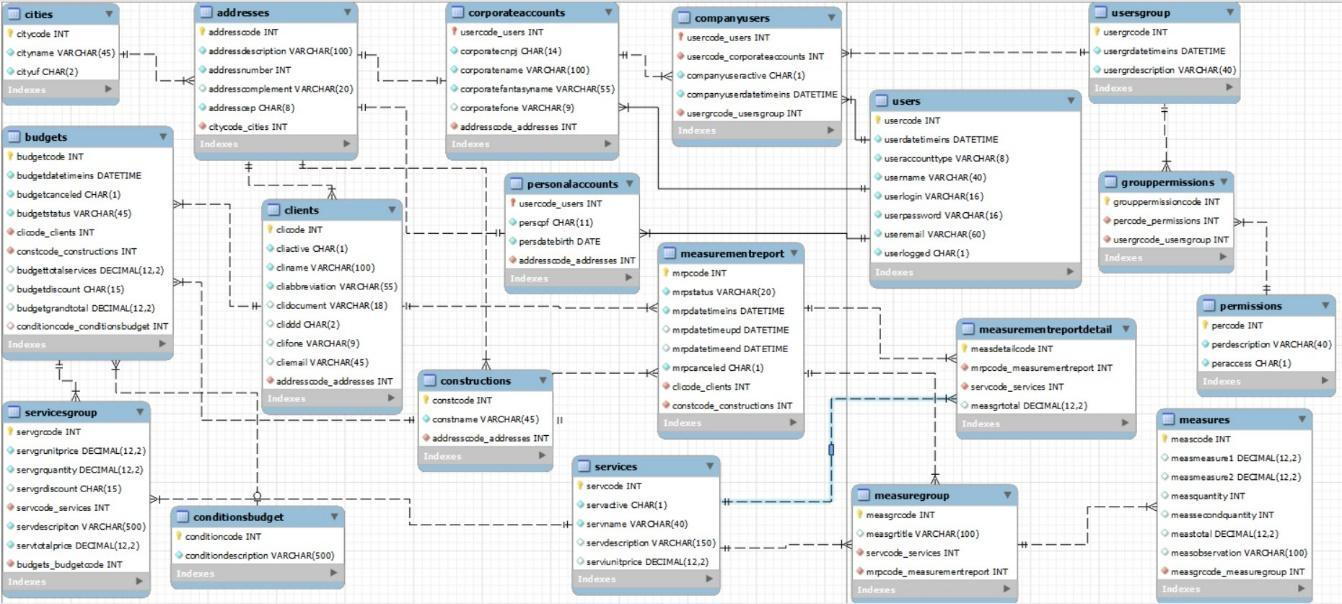 cities
citycode INT
cityname VARCHAR(45)
cityuf CHAR(2)
Indexes
addresses
addresscode INT
addressdescription VARCHAR(100)
addressnumber INT
addresscomplement VARCHAR(20)
addresscep CHAR(8)
citycode_cities INT
Indexes
corporateaccounts
usercode_users INT
corporatecnpj CHAR(14)
corporatename VARCHAR(100)
corporatefantasyname VARCHAR(55)
corporatefone VARCHAR(9)
addresscode_addresses INT
Indexes
companyusers
usercode_users INT
usercode_corporateaccounts INT
companyuseractive CHAR(1)
companyuserdatetimeins DATETIME
usergrcode_usersgroup INT
Indexes
usersgroup
usergrcode INT
usergrdatetimeins DATETIME
usergrdescription VARCHAR(40)
Indexes
users
usercode INT
userdatetimeins DATETIME
useraccounttype VARCHAR(8)
username VARCHAR(40)
userlogin VARCHAR(16)
userpassword VARCHAR(16)
useremail VARCHAR(60)
userlogged CHAR(1)
Indexes
budgets
budgetcode INT
budgetdatetimeins DATETIME
budgetcanceled CHAR(1)
budgetstatus VARCHAR(45)
clicode_clients INT
constcode_constructions INT
budgettotalservices DECIMAL(12,2)
budgetdiscount CHAR(15)
budgetgrandtotal DECIMAL(12,2)
conditioncode_conditionsbudget INT
Indexes
clients
clicode INT
cliactive CHAR(1)
cliname VARCHAR(100)
cliabbreviation VARCHAR(55)
clidocument VARCHAR(18)
cliddd CHAR(2)
clifone VARCHAR(9)
cliemail VARCHAR(45)
addresscode_addresses INT
Indexes
personalaccounts
usercode_users INT
perscpf CHAR(11)
persdatebirth DATE
addresscode_addresses INT
Indexes
grouppermissions
grouppermissioncode INT
percode_permissions INT
usergrcode_usersgroup INT
Indexes
measurementreport
mrpcode INT
mrpstatus VARCHAR(20)
mrpdatetimeins DATETIME
mrpdatetimeupd DATETIME
mrpdatetimeend DATETIME
mrpcanceled CHAR(1)
clicode_clients INT
constcode_constructions INT
Indexes
permissions
percode INT
perdescription VARCHAR(40)
peraccess CHAR(1)
Indexes
measurementreportdetail
measdetailcode INT
mrpcode_measurementreport INT
servcode_services INT
measgrtotal DECIMAL(12,2)
Indexes
constructions
constcode INT
constname VARCHAR(45)
addresscode_addresses INT
Indexes
servicesgroup
servgrcode INT
servgrunitprice DECIMAL(12,2)
servgrquantity DECIMAL(12,2)
servgrdiscount CHAR(15)
servcode_services INT
servdescripiton VARCHAR(500)
servtotalprice DECIMAL(12,2)
budgets_budgetcode INT
Indexes
conditionsbudget
conditioncode INT
conditiondescription VARCHAR(500)
Indexes
services
servcode INT
servactive CHAR(1)
servname VARCHAR(40)
servdescription VARCHAR(150)
serviunitprice DECIMAL(12,2)
Indexes
measuregroup
measgrcode INT
measgrtitle VARCHAR(100)
servcode_services INT
mrpcode_measurementreport INT
Indexes
measures
meascode INT
measmeasure1 DECIMAL(12,2)
measmeasure2 DECIMAL(12,2)
measquantity INT
meassecondquantity INT
meastotal DECIMAL(12,2)
measobservation VARCHAR(100)
measgrcode_measuregroup INT
Indexes